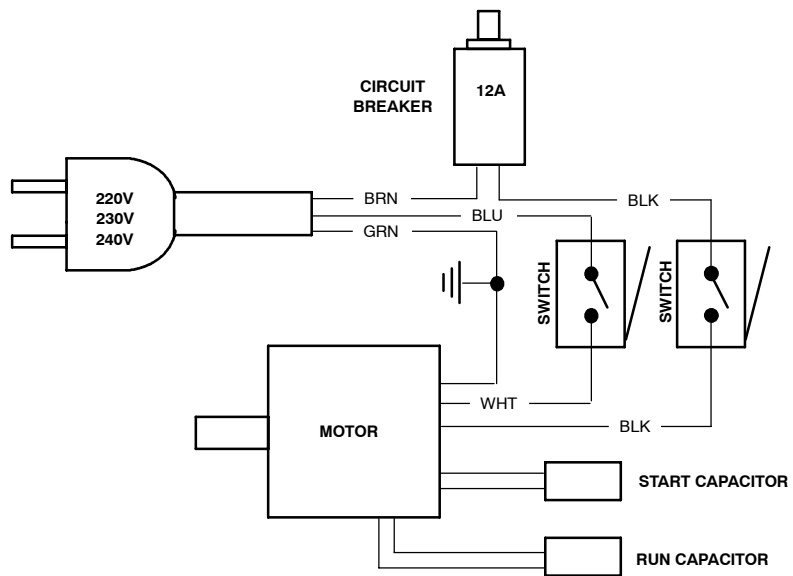 CIRCUIT
BREAKER
12A
220V
230V
240V
BRN
BLU
GRN
BLK
SWITCH
SWITCH
MOTOR
WHT
BLK
START CAPACITOR
RUN CAPACITOR